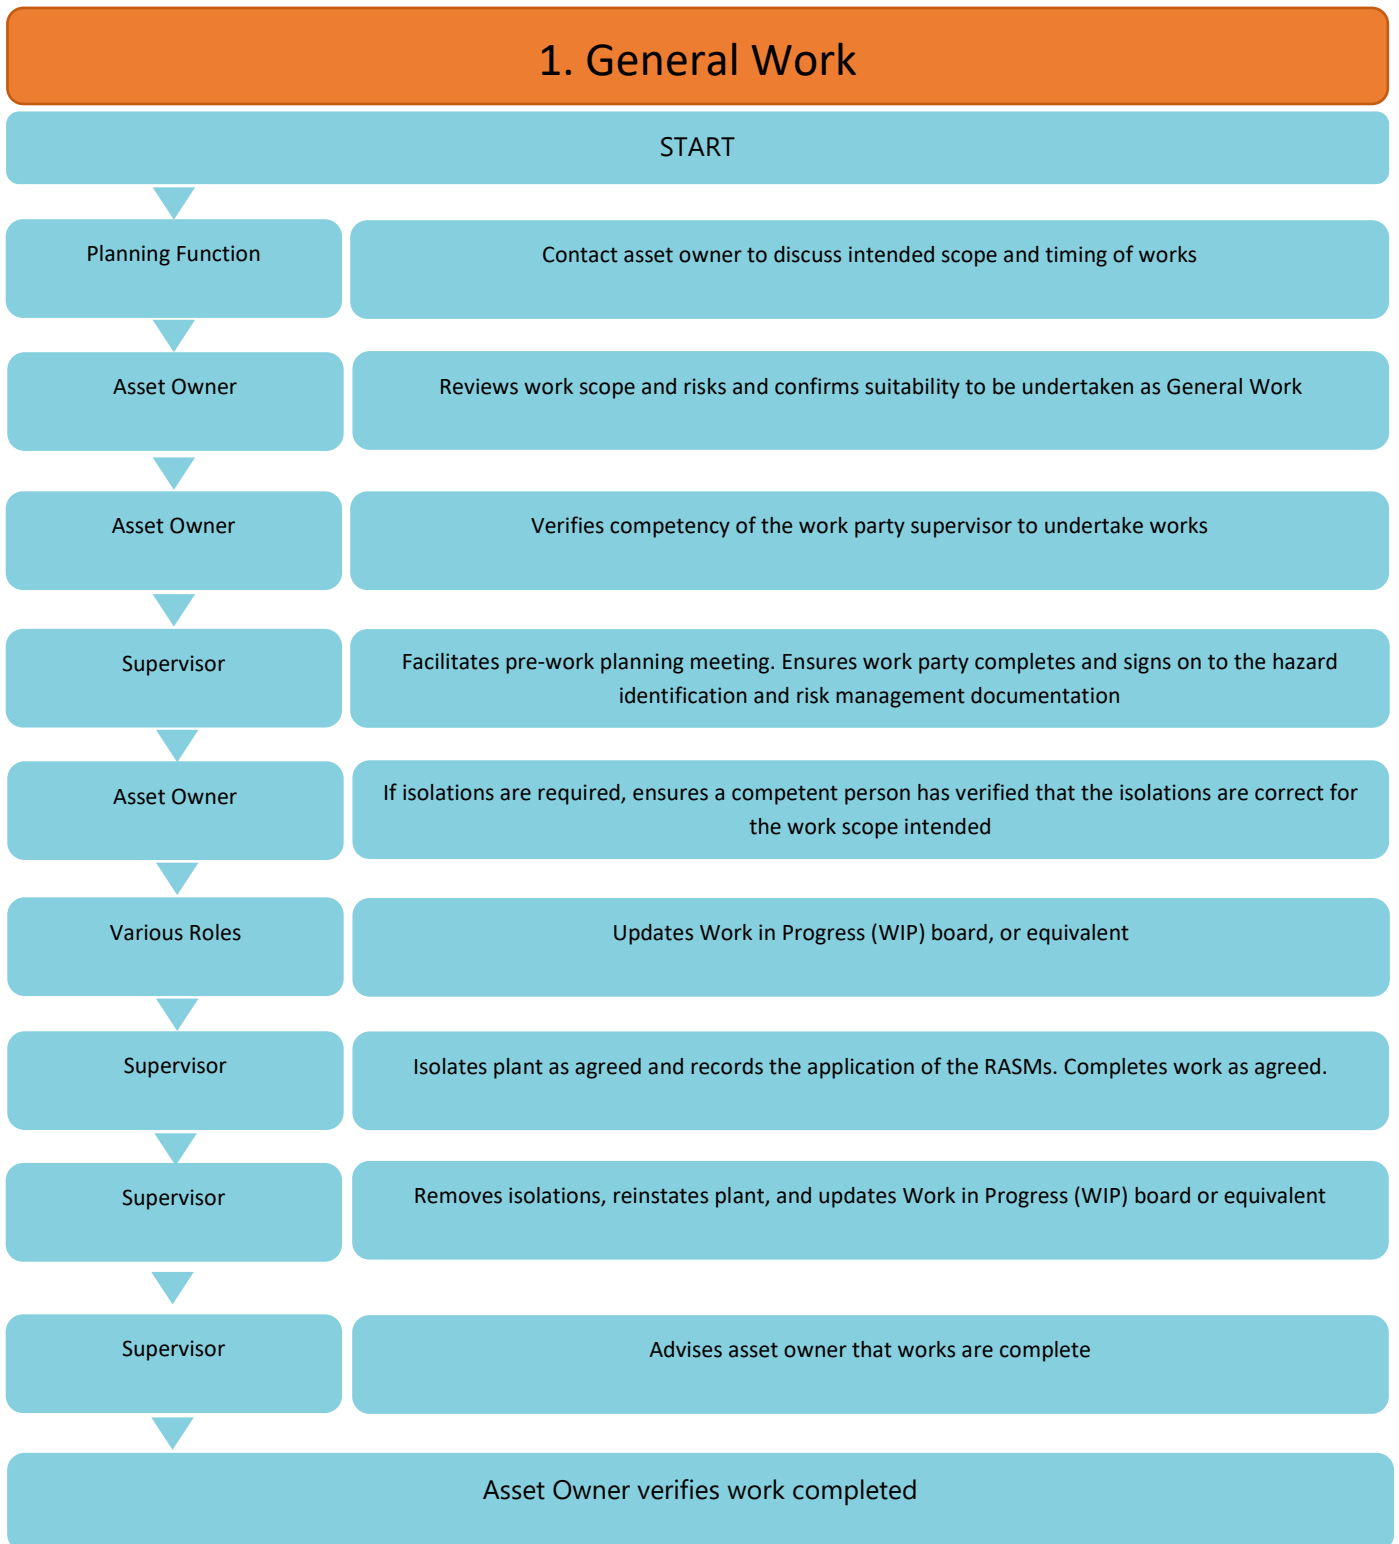 1. General Work
START
Planning Function
Contact asset owner to discuss intended scope and timing of works
Asset Owner
Reviews work scope and risks and confirms suitability to be undertaken as General Work
Asset Owner
Verifies competency of the work party supervisor to undertake works
Supervisor
Facilitates pre-work planning meeting. Ensures work party completes and signs on to the hazard
identification and risk management documentation
Asset Owner
If isolations are required, ensures a competent person has verified that the isolations are correct for
the work scope intended
Various Roles
Updates Work in Progress (WIP) board, or equivalent
Supervisor
Isolates plant as agreed and records the application of the RASMs. Completes work as agreed.
Supervisor
Removes isolations, reinstates plant, and updates Work in Progress (WIP) board or equivalent
Supervisor
Advises asset owner that works are complete
Asset Owner verifies work completed